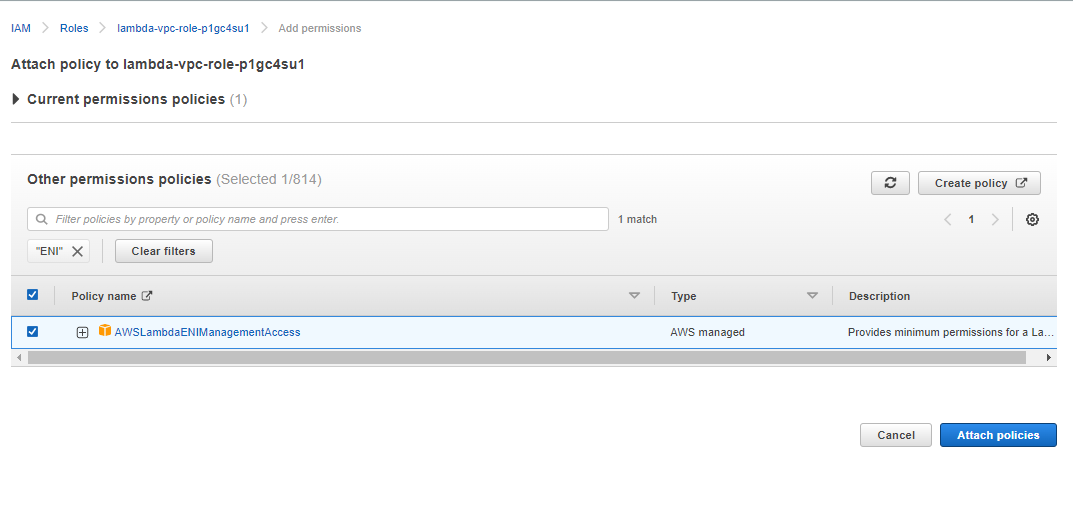 IAM > Roles > lambda-vpc-role-p1gc4su1 > Add permissions
Attach policy to lambda-vpc-role-p1gc4su1
Current permissions policies (1)
Other permissions policies (Selected 1/814)
Create policy
Filter policies by property or policy name and press enter.
1 match
1
"ENI"
Clear filters
Policy name Type Description
AWSLambdaENIManagementAccess AWS managed Provides minimum permissions for a La...
Cancel Attach policies